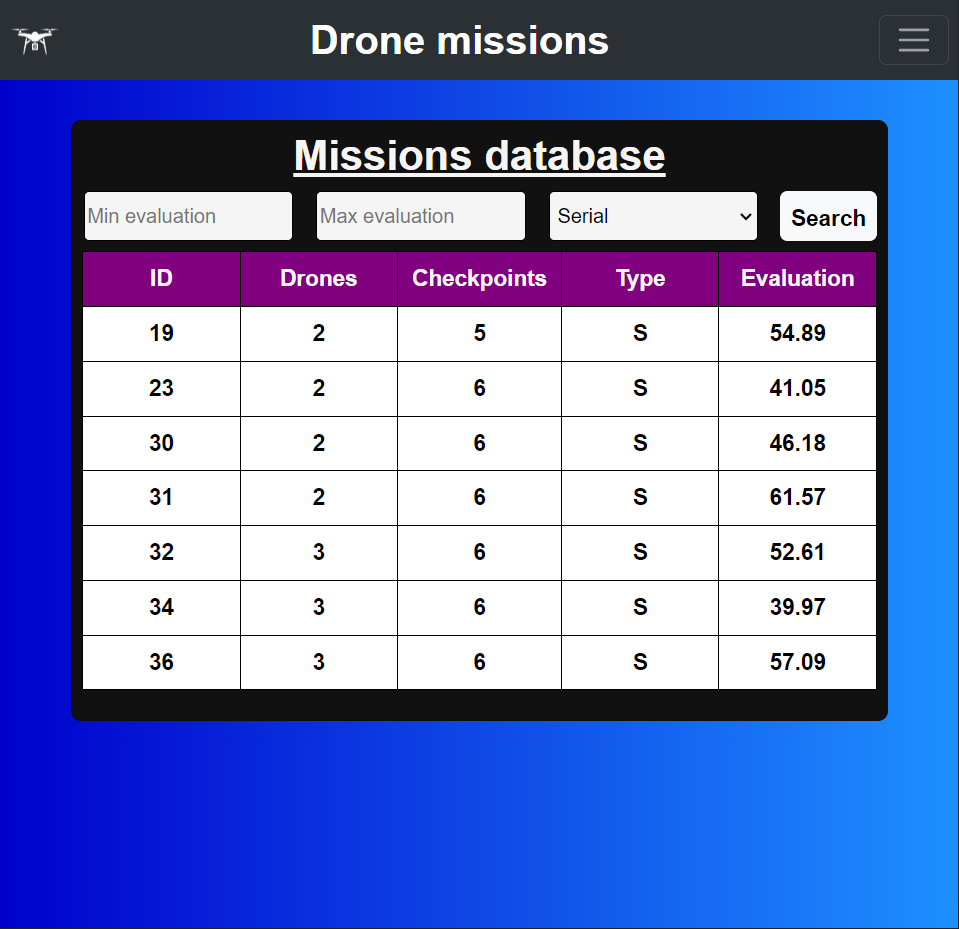 Drone missions
Missions database
Min evaluation Max evaluation Serial Search
ID Drones Checkpoints Type Evaluation
19 2 5 S 54.89
23 2 6 S 41.05
30 2 6 S 46.18
31 2 6 S 61.57
32 3 6 S 52.61
34 3 6 S 39.97
36 3 6 S 57.09